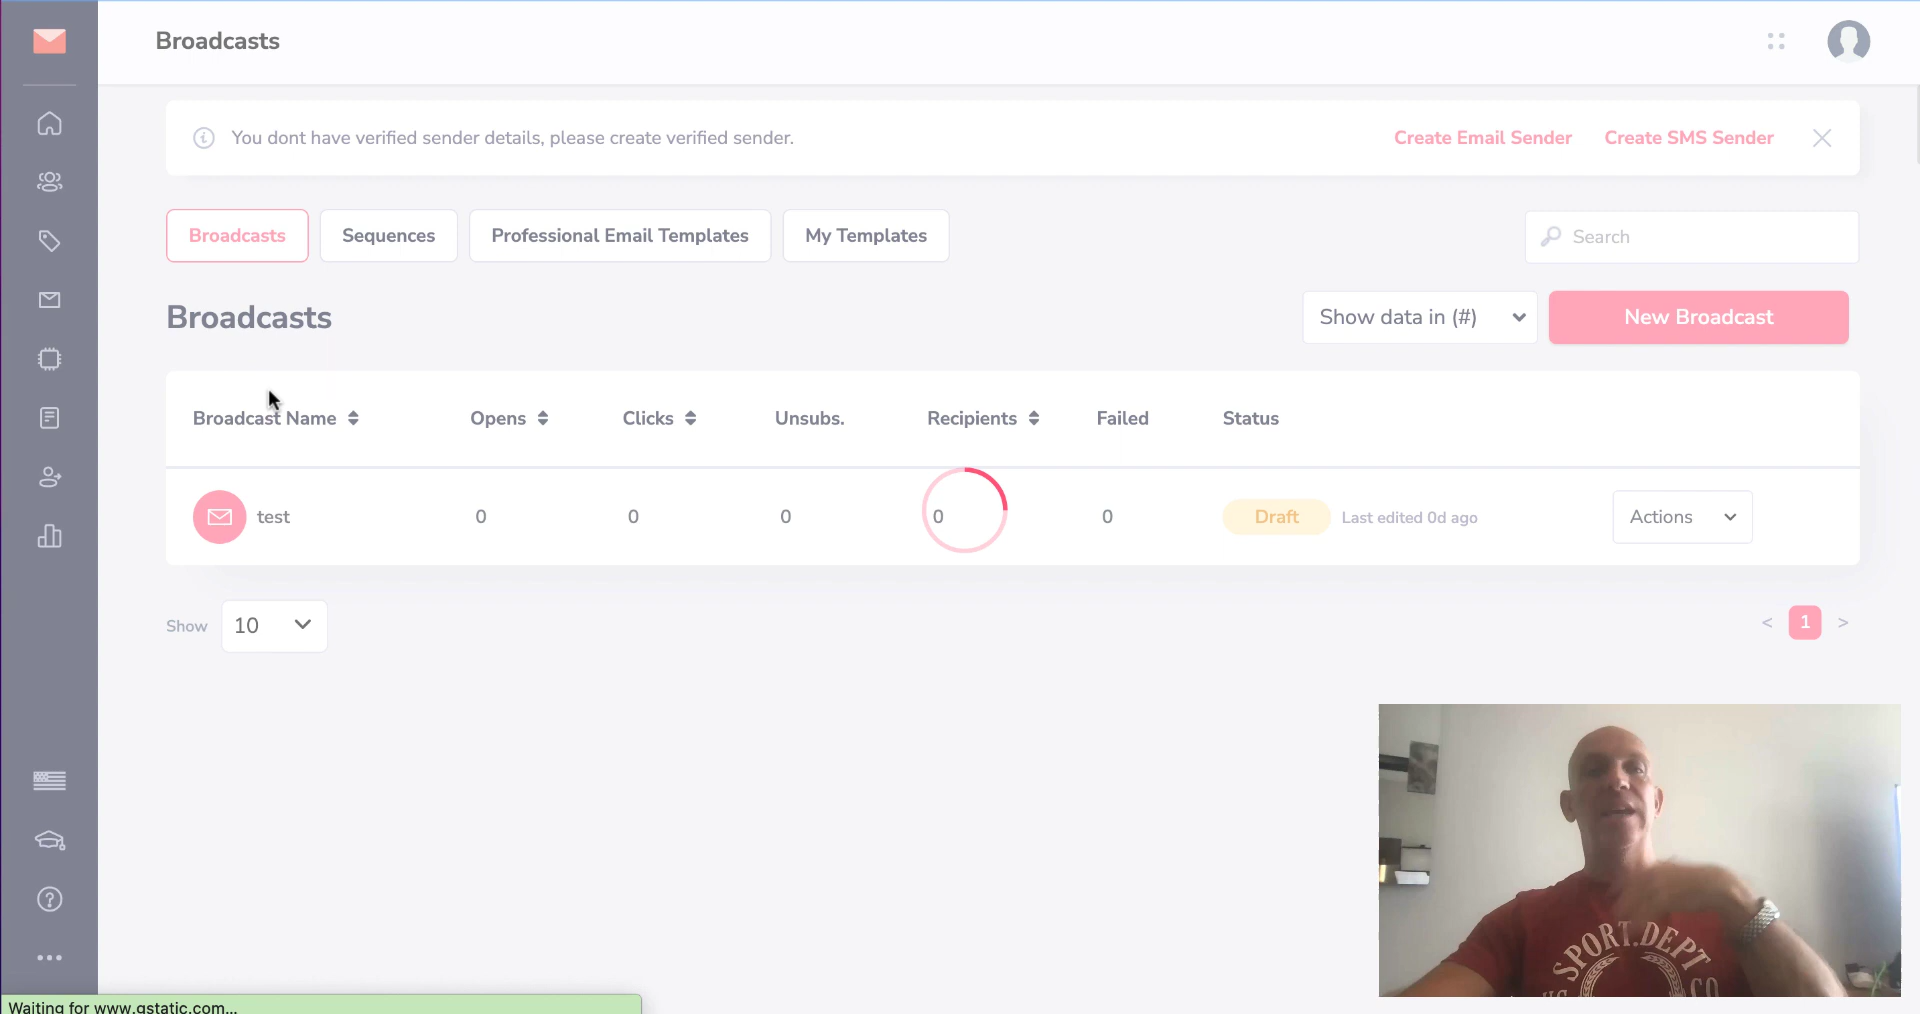 Broadcasts
You dont have verified sender details, please create verified sender.
Create Email Sender
Create SMS Sender
Broadcasts
Sequences
Professional Email Templates
My Templates
Search
Broadcasts
Show data in (#)
New Broadcast
Broadcast Name
Opens
Clicks
Unsubs.
Recipients
Failed
Status
test
0
0
0
0
0
Draft
Last edited 0d ago
Actions
Show
10
<
1
>
SPORT.DEPT
CO
Waiting for www.gstatic.com...